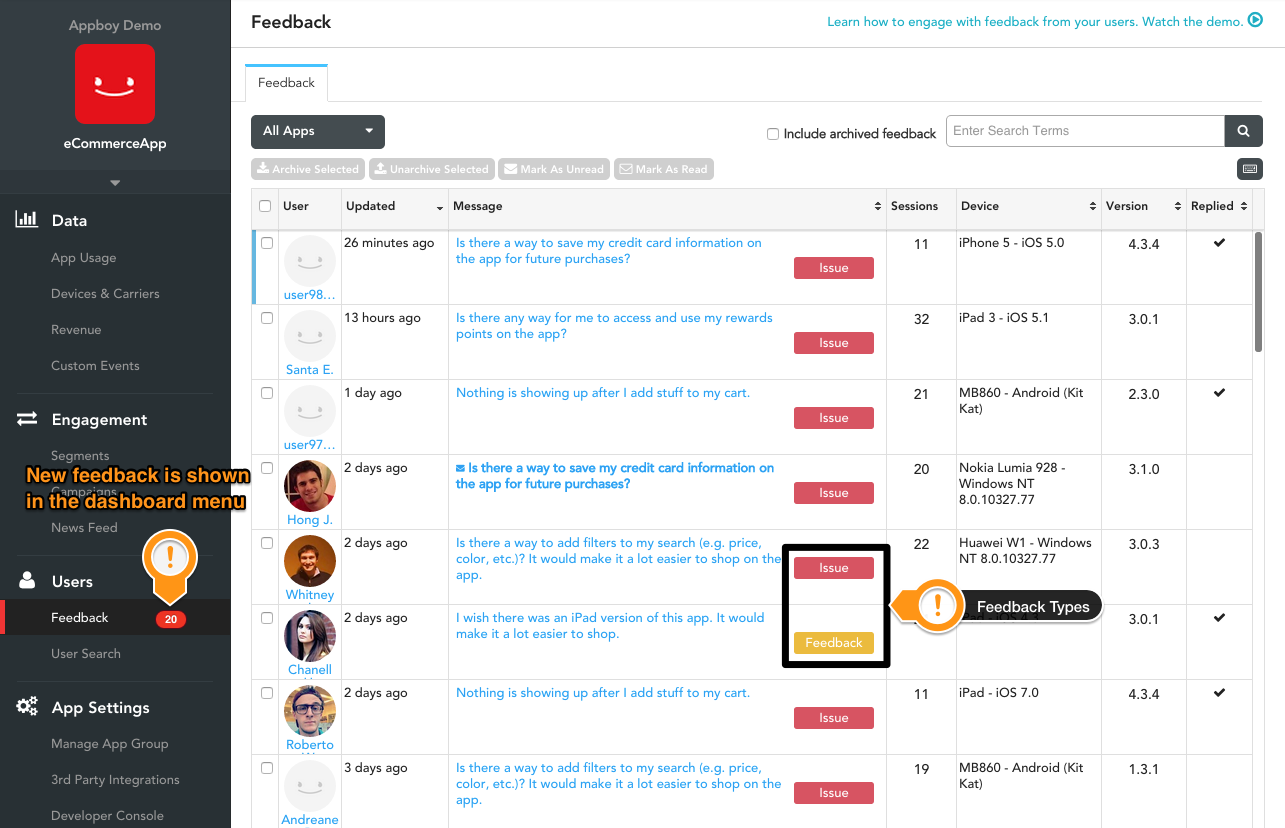 Appboy Demo
eCommerceApp
Data
App Usage
Devices & Carriers
Revenue
Custom Events
Engagement
Segments
New feedback is shown
in the dashboard menu
Campaigns
News Feed
Users
Feedback 20
User Search
App Settings
Manage App Group
3rd Party Integrations
Developer Console
Feedback
Learn how to engage with feedback from your users. Watch the demo.
Feedback
All Apps
Include archived feedback
Enter Search Terms
Archive Selected Unarchive Selected Mark As Unread Mark As Read
User Updated Message Sessions Device Version Replied
26 minutes ago Is there a way to save my credit card information on 11 iPhone 5 - iOS 5.0 4.3.4
the app for future purchases?
Issue
user98...
13 hours ago Is there any way for me to access and use my rewards 32 iPad 3 - iOS 5.1 3.0.1
points on the app?
Issue
Santa E.
1 day ago Nothing is showing up after I add stuff to my cart. 21 MB860 - Android (Kit 2.3.0
Kat)
Issue
user97...
2 days ago Is there a way to save my credit card information on 20 Nokia Lumia 928 - 3.1.0
the app for future purchases? Windows NT
Issue 8.0.10327.77
Hong J.
2 days ago Is there a way to add filters to my search (e.g. price, 22 Huawei W1 - Windows 3.0.3
color, etc.)? It would make it a lot easier to shop on the NT 8.0.10327.77
Issue
app.
Whitney
Feedback Types
2 days ago I wish there was an iPad version of this app. It would iPad - iOS 4.3 3.0.1
make it a lot easier to shop.
Feedback
Chanell
2 days ago Nothing is showing up after I add stuff to my cart. 11 iPad - iOS 7.0 4.3.4
Issue
Roberto
3 days ago Is there a way to add filters to my search (e.g. price, 19 MB860 - Android (Kit 1.3.1
color, etc.)? It would make it a lot easier to shop on the Kat)
Issue
app.
Andreane